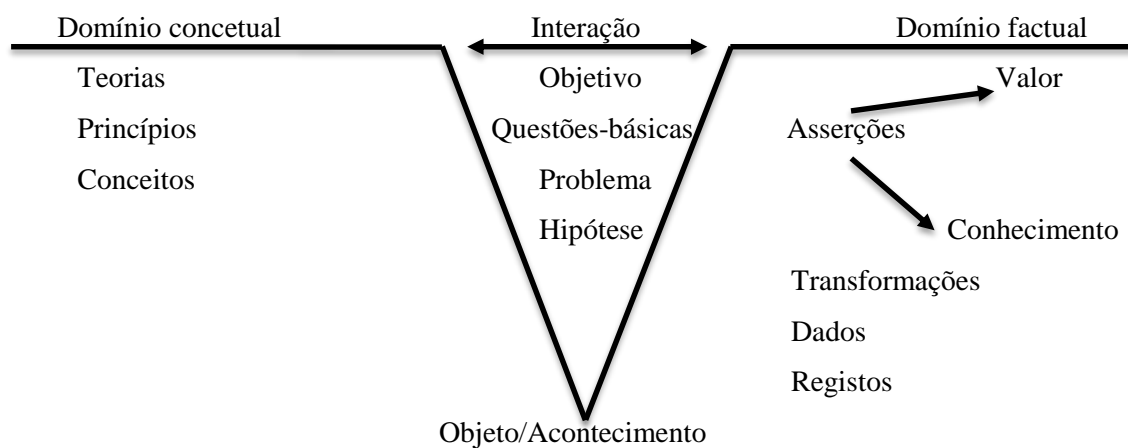 Domínio concetual
Interação
Domínio factual
Teorias
Objetivo
Valor
Princípios
Questões-básicas
Asserções
Conceitos
Problema
Hipótese
Conhecimento
Transformações
Dados
Registos
Objeto/Acontecimento